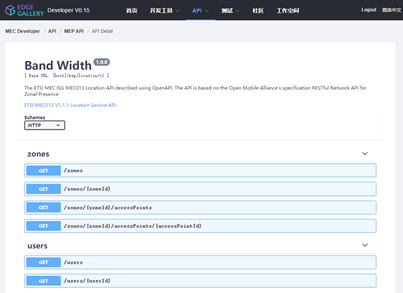 EDGE GALLERY
Developer V0.15
首页
开发工具
API
测试
社区
工作空间
Logout
简体中文
MEC Developer / API / MEP API / API Detail
Band Width 1.0.0
[ Base URL: {host}/mep/location/v1 ]
The ETSI MEC ISG MEC013 Location API described using OpenAPI. The API is based on the Open Mobile Alliance's specification RESTful Network API for
Zonal Presence
ETSI MEC013 V1.1.1 Location Service API
Schemes
HTTP
zones
GET /zones
GET /zones/{zoneId}
GET /zones/{zoneId}/accessPoints
GET /zones/{zoneId}/accessPoints/{accessPointId}
users
GET /users
GET /users/{userId}